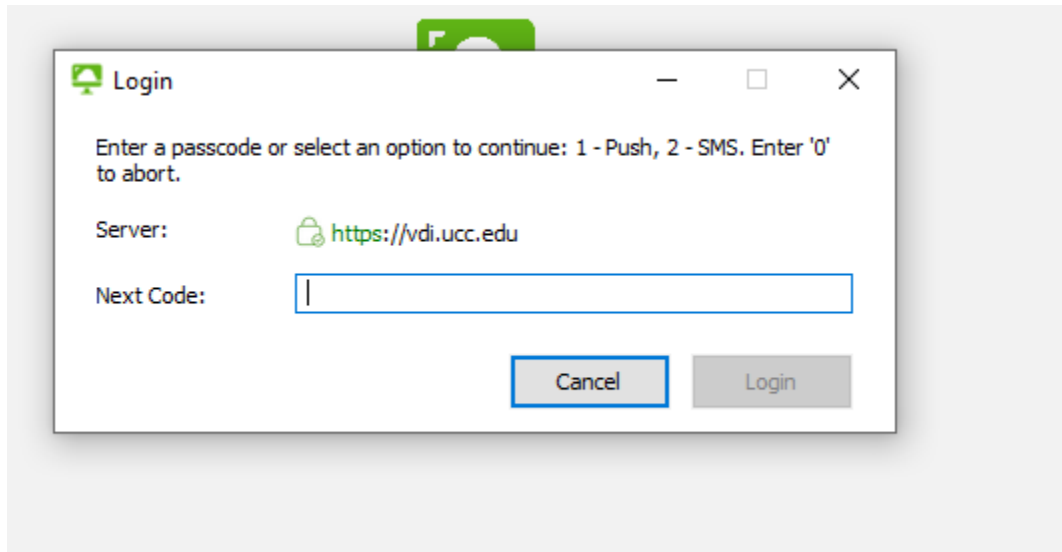 Login
Enter a passcode or select an option to continue: 1 - Push, 2 - SMS. Enter '0'
to abort.
Server: https://vdi.ucc.edu
Next Code:
Cancel Login